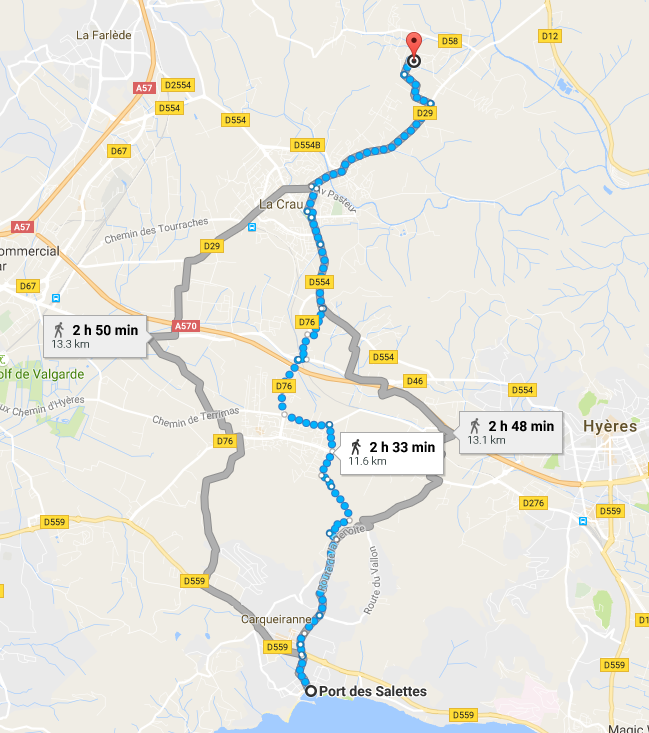 La Farlède
D58
D12
A57
D2554
D554
D554
D29
D67
D554B
Av Pasteur
La Crau
Chemin des Tourraches
A57
D29
ommercial
ar
D67
D554
2 h 50 min
13.3 km
A570
D76
D554
D46
D554
olf de Valgarde
D76
ux Chemin d'Hyères
Chemin de Terrimas
2 h 48 min
13.1 km
Hyères
D76
2 h 33 min
11.6 km
D276
D559
D559
Route du Vallon
D559
Carqueiranne
D1
D559
D559
Port des Salettes
D559
Magic W